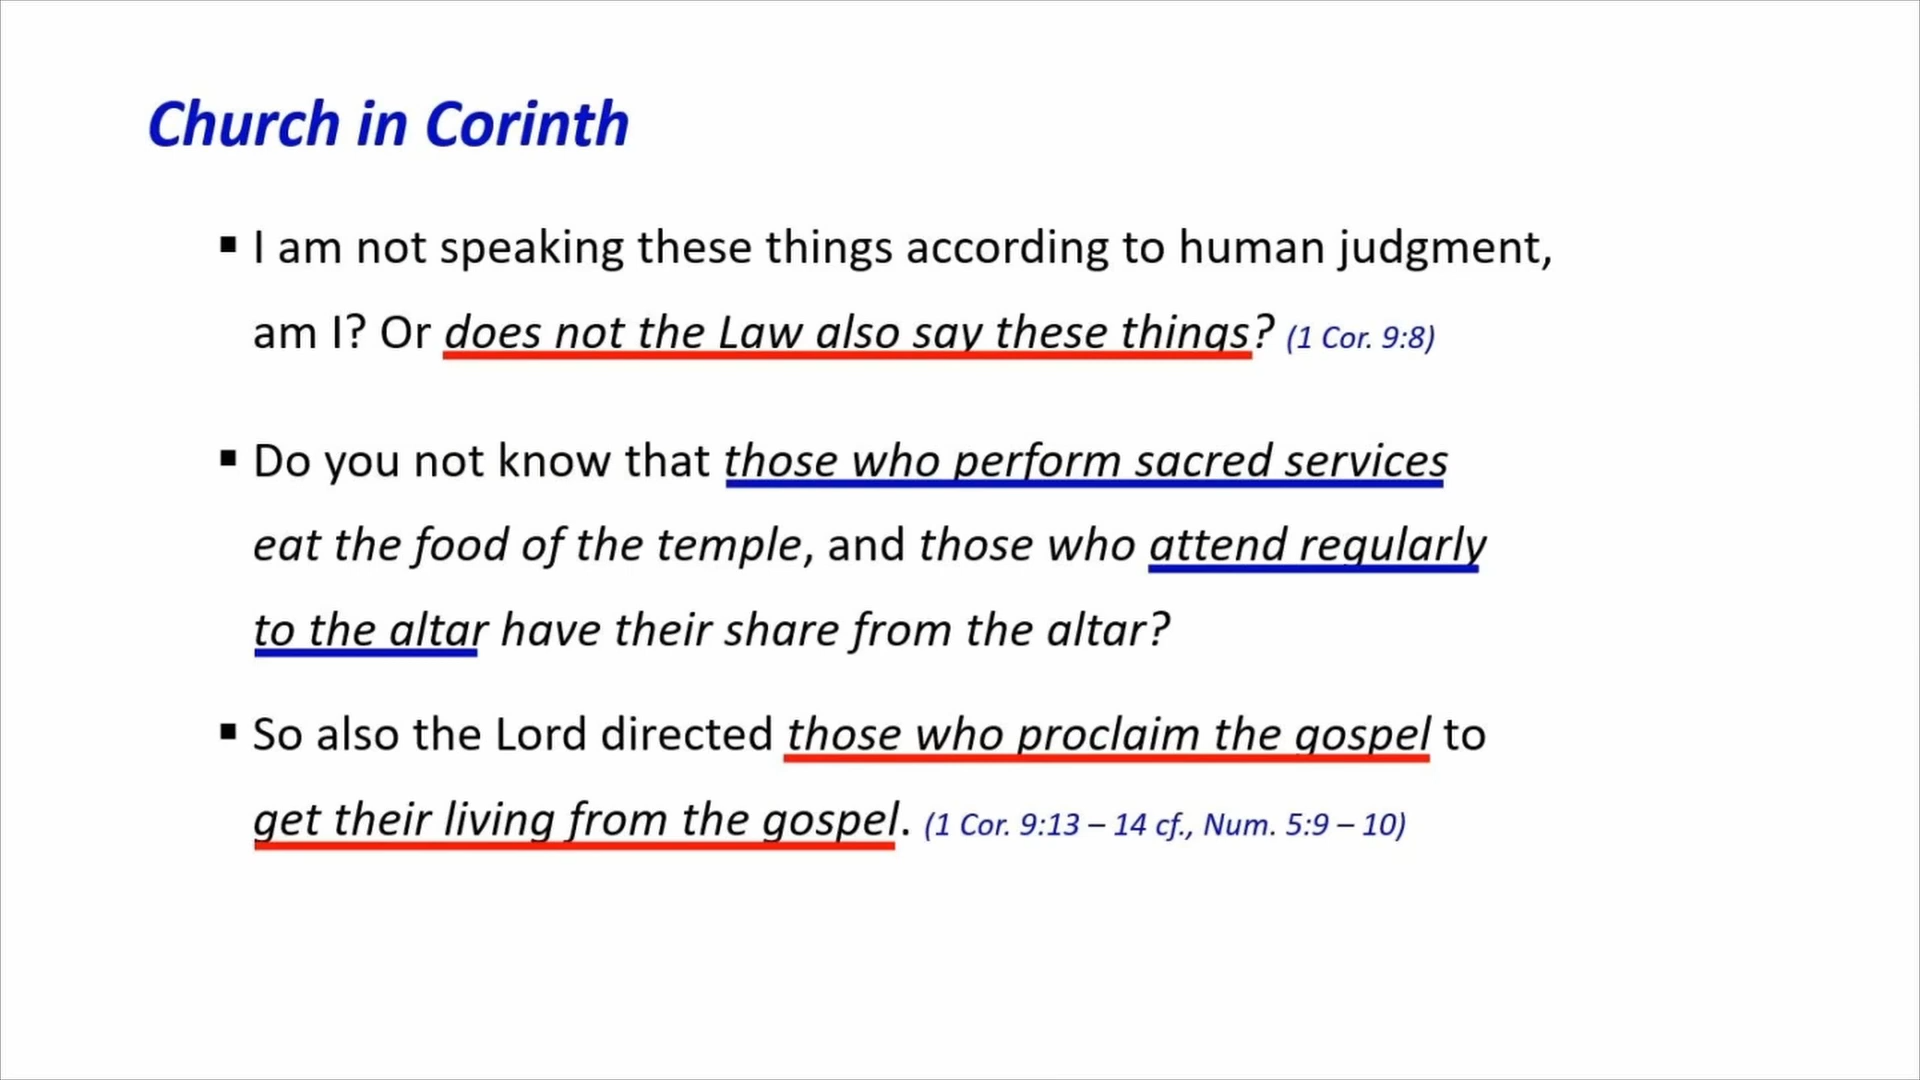 Church in Corinth
▪ I am not speaking these things according to human judgment,
am I? Or does not the Law also say these things? (1 Cor. 9:8)
▪ Do you not know that those who perform sacred services
eat the food of the temple, and those who attend regularly
to the altar have their share from the altar?
▪ So also the Lord directed those who proclaim the gospel to
get their living from the gospel. (1 Cor. 9:13 – 14 cf., Num. 5:9 – 10)